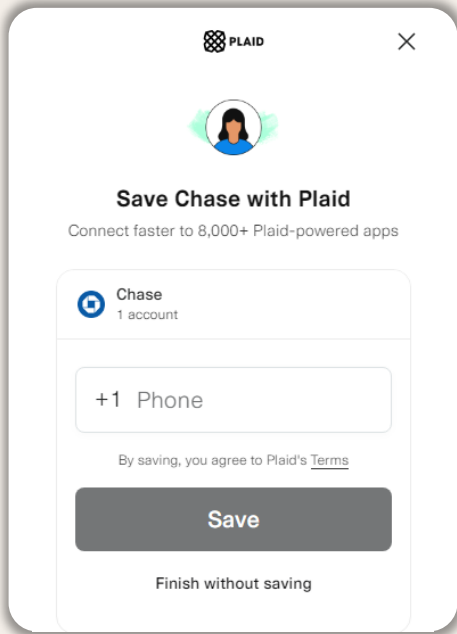 PLAID
Save Chase with Plaid
Connect faster to 8,000+ Plaid-powered apps
Chase
1 account
+1 Phone
By saving, you agree to Plaid's Terms
Save
Finish without saving